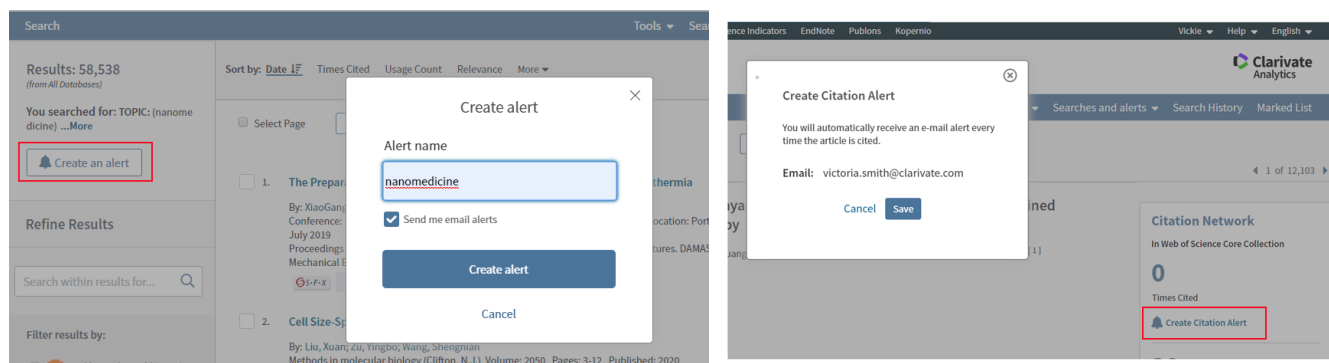 Search
Tools
Results: 58,538
(from All Databases)
You searched for: TOPIC: (nanome
dicine) ...More
Create an alert
Refine Results
Search within results for...
Filter results by:
Sort by: Date Times Cited Usage Count Relevance More
Select Page
1. The Prepar
thermia
By: XiaoGang
Conference:
ocation: Port
July 2019
Proceedings
tures. DAMAS
Mechanical E
S·F·X
2. Cell Size-Sp
By: Liu, Xuan; Zu, Yingbo; Wang, Shengnian
Methods in molecular biology (Clifton, N.J.) Volume: 2050 Pages: 3-12 Published: 2020
Create alert
Alert name
nanomedicine
Send me email alerts
Create alert
Cancel
ence Indicators EndNote Publons Kopernio Vickie Help English
Clarivate
Analytics
Searches and alerts Search History Marked List
1 of 12,103
Create Citation Alert
You will automatically receive an e-mail alert every
time the article is cited.
Email: victoria.smith@clarivate.com
Cancel Save
ined
[1]
Citation Network
In Web of Science Core Collection
0
Times Cited
Create Citation Alert